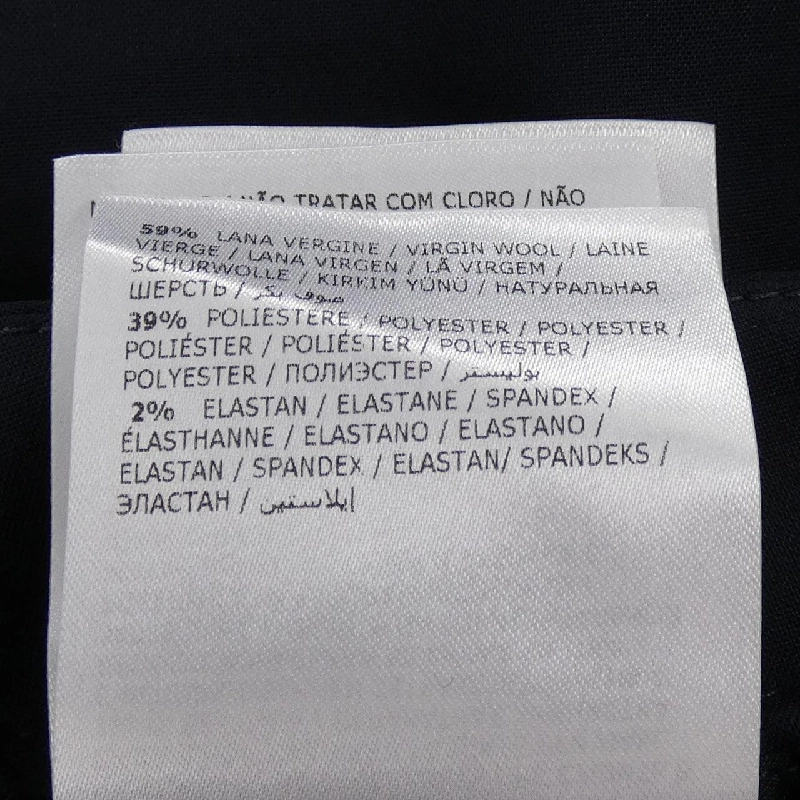 NÃO TRATAR COM CLORO / NÃO
59% LANA VERGINE / VIRGIN WOOL / LAINE
VIERGE / LANA VIRGEN / LÃ VIRGEM /
SCHURWOLLE / KIRKIM YÜNÜ / НАТУРАЛЬНАЯ
ШЕРСТЬ / صوف بكر
39% POLIESTERE / POLYESTER / POLYESTER /
POLIÉSTER / POLIÉSTER / POLYESTER /
POLYESTER / ПОЛИЭСТЕР / بوليستر
2% ELASTAN / ELASTANE / SPANDEX /
ÉLASTHANNE / ELASTANO / ELASTANO /
ELASTAN / SPANDEX / ELASTAN/ SPANDEKS /
ЭЛАСТАН / إيلاستين